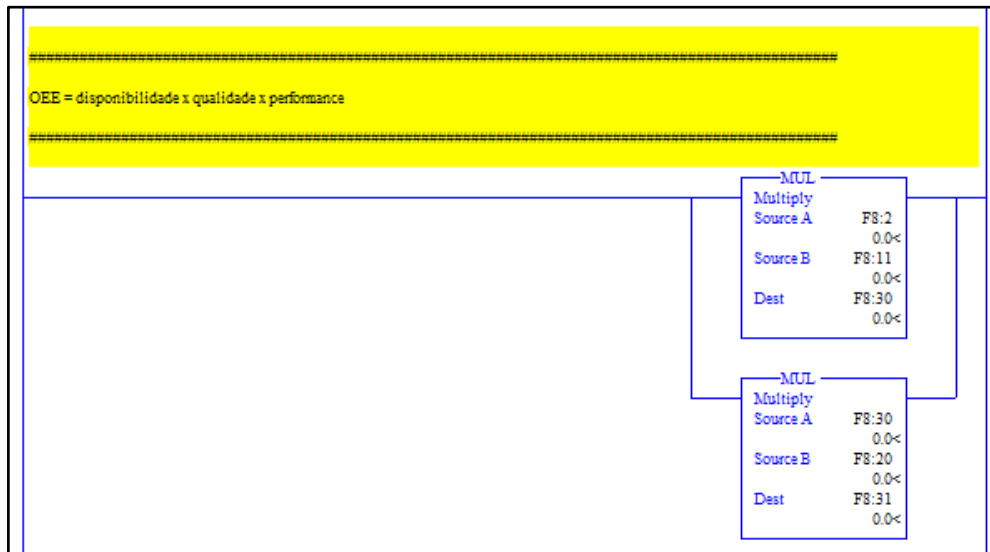 ##########################################################################################
OEE = disponibilidade x qualidade x performance
##########################################################################################
MUL
Multiply
Source A F8:2
0.0<
Source B F8:11
0.0<
Dest F8:30
0.0<
MUL
Multiply
Source A F8:30
0.0<
Source B F8:20
0.0<
Dest F8:31
0.0<